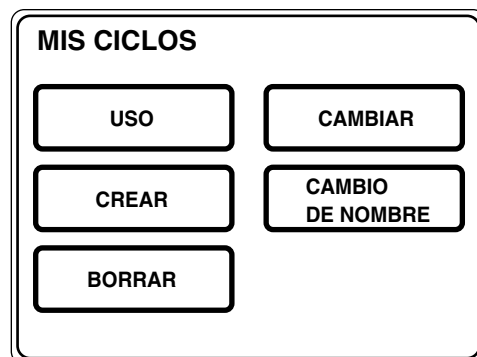 MIS CICLOS
USO
CAMBIAR
CREAR
CAMBIO
DE NOMBRE
BORRAR